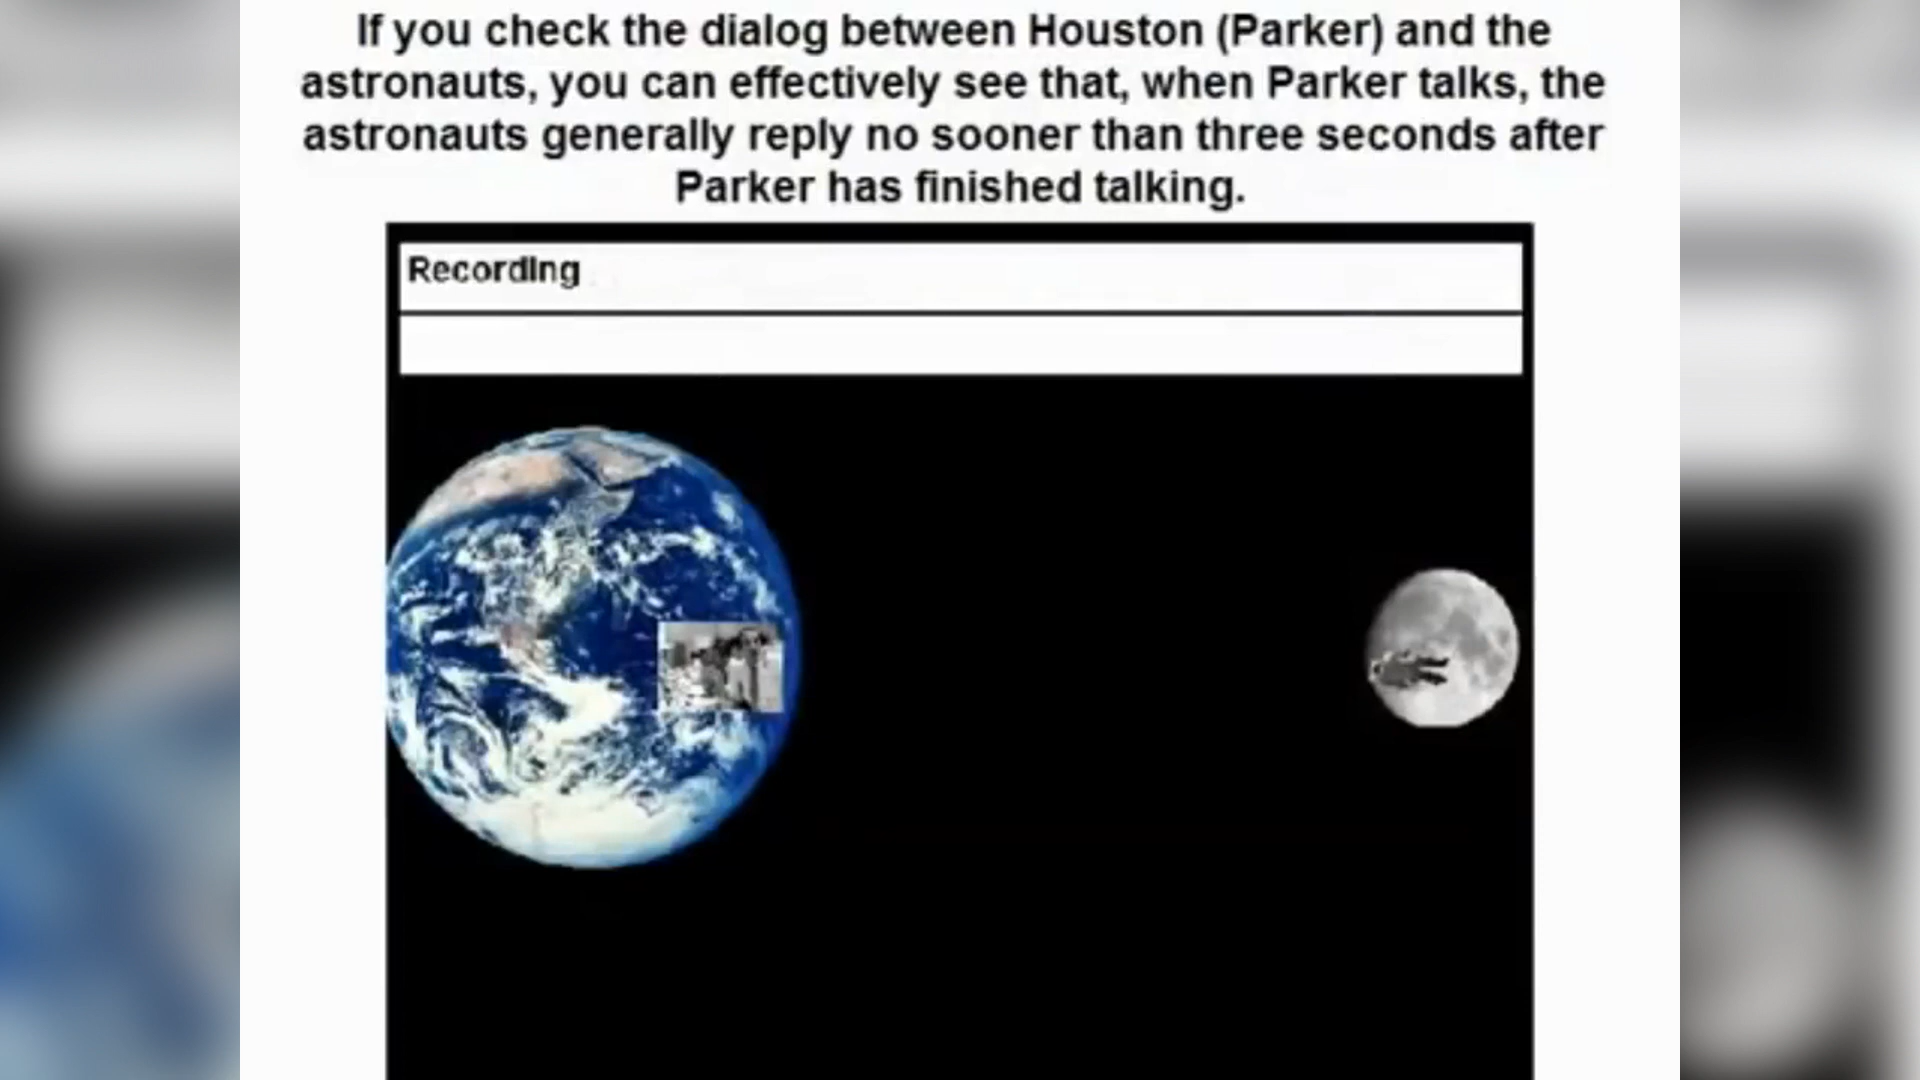 If you check the dialog between Houston (Parker) and the
astronauts, you can effectively see that, when Parker talks, the
astronauts generally reply no sooner than three seconds after
Parker has finished talking.
Recording